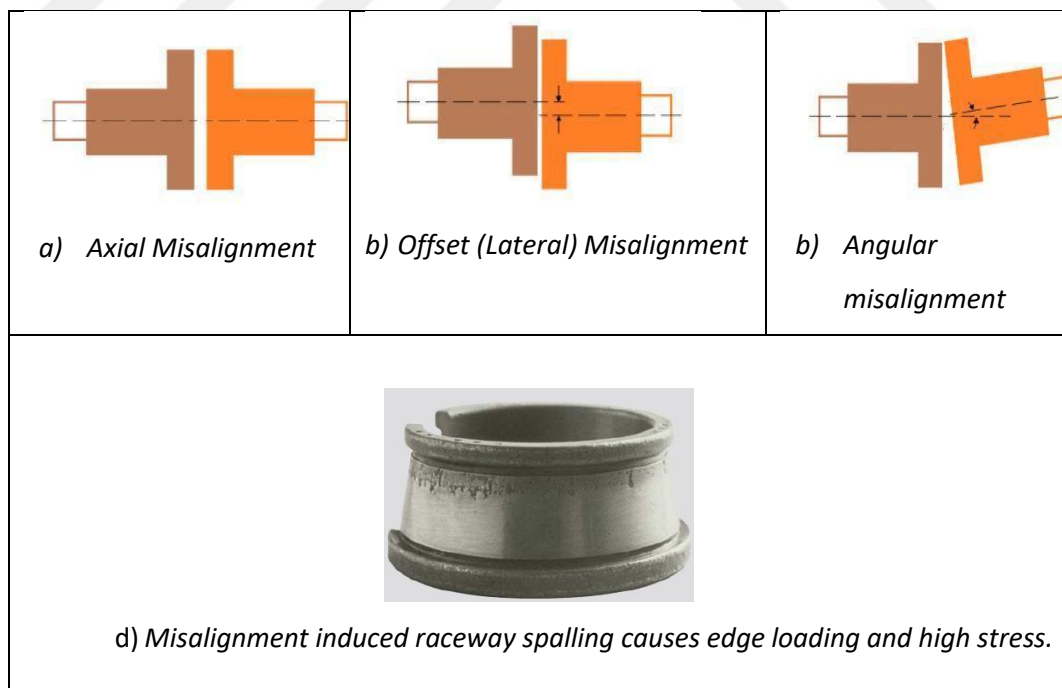 a) Axial Misalignment
b) Offset (Lateral) Misalignment
b) Angular
misalignment
d) Misalignment induced raceway spalling causes edge loading and high stress.